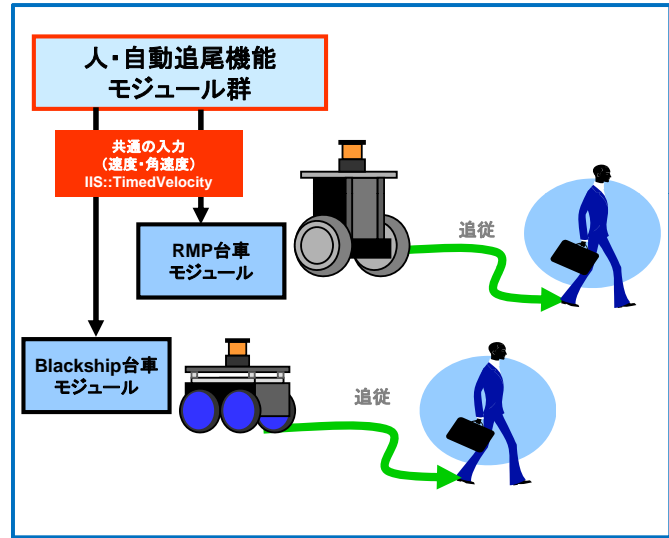 人・自動追尾機能
モジュール群
共通の入力
(速度・角速度)
IIS::TimedVelocity
RMP台車
モジュール
追従
Blackship台車
モジュール
追従